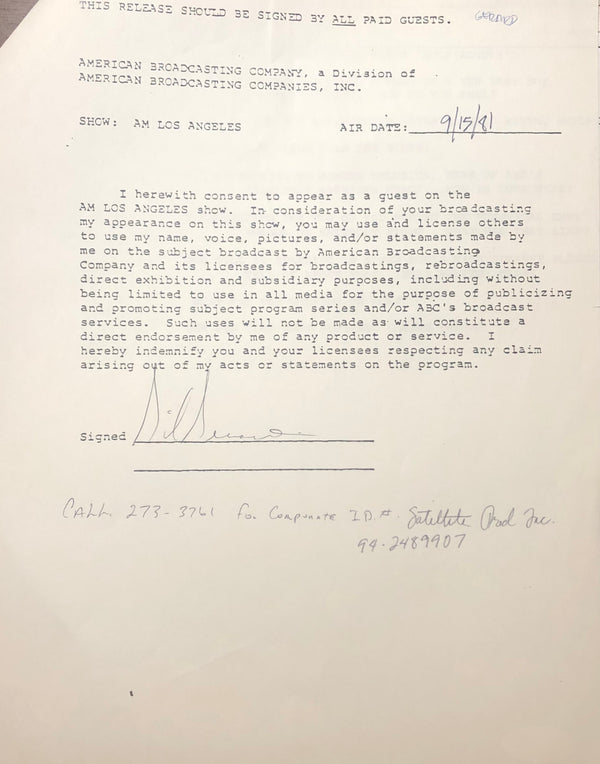 THIS RELEASE SHOULD BE SIGNED BY ALL PAID GUESTS.
GERARD
AMERICAN BROADCASTING COMPANY, a Division of
AMERICAN BROADCASTING COMPANIES, INC.
SHOW: AM LOS ANGELES AIR DATE: 9/15/81
I herewith consent to appear as a guest on the
AM LOS ANGELES show. In consideration of your broadcasting
my appearance on this show, you may use and license others
to use my name, voice, pictures, and/or statements made by
me on the subject broadcast by American Broadcasting
Company and its licensees for broadcastings, rebroadcastings,
direct exhibition and subsidiary purposes, including without
being limited to use in all media for the purpose of publicizing
and promoting subject program series and/or ABC's broadcast
services. Such uses will not be made as will constitute a
direct endorsement by me of any product or service. I
hereby indemnify you and your licensees respecting any claim
arising out of my acts or statements on the program.
Signed
CALL 273-3761 for Corporate I.D.#. Satellite Prod Inc.
94-2489907